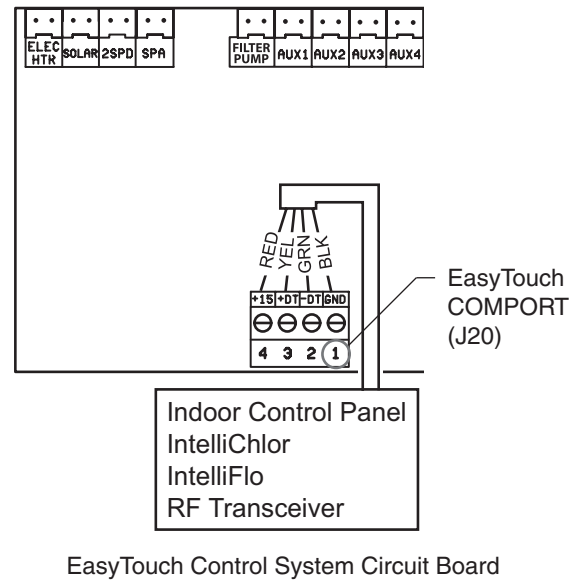 ELEC
HTR
SOLAR
2SPD
SPA
FILTER
PUMP
AUX1
AUX2
AUX3
AUX4
RED
YEL
GRN
BLK
+15 +DT -DT GND
4 3 2 1
EasyTouch
COMPORT
(J20)
Indoor Control Panel
IntelliChlor
IntelliFlo
RF Transceiver
EasyTouch Control System Circuit Board